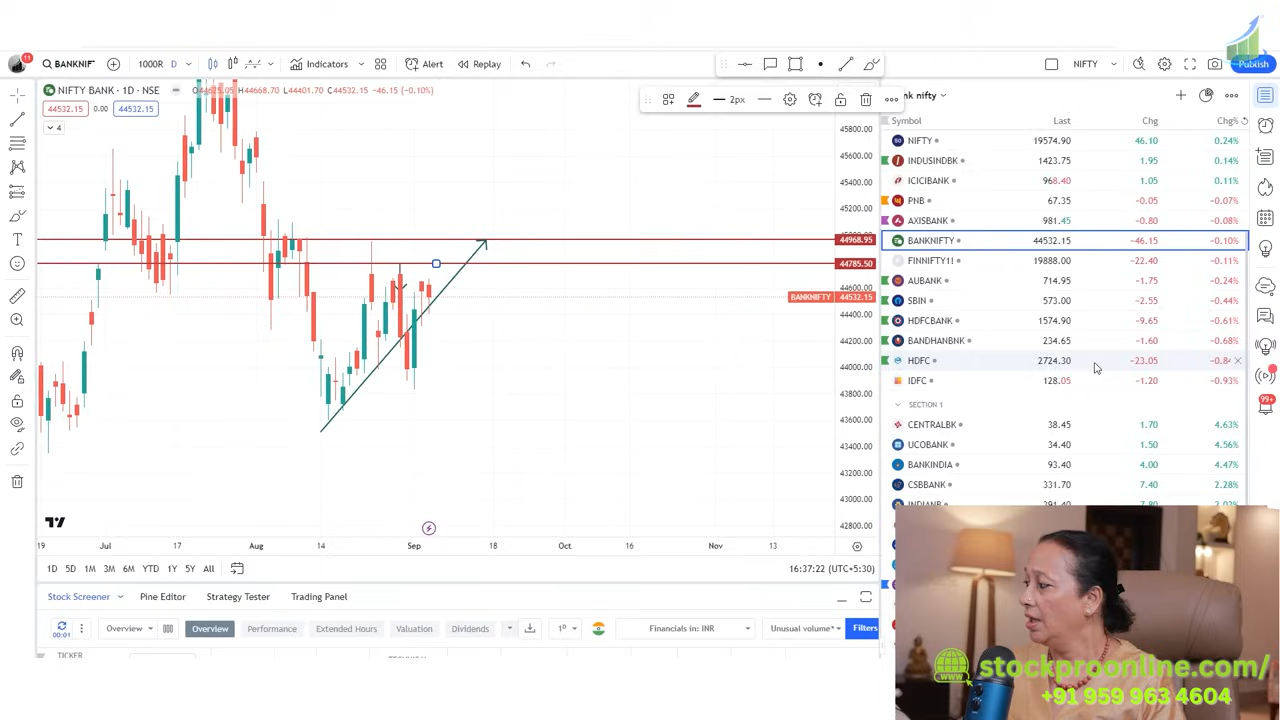 11
BANKNIF
1000R D
Indicators
Alert
Replay
NIFTY
Publish
NIFTY BANK · 1D · NSE
H44668.70 L44401.70 C44532.15 −46.15 (−0.10%)
44532.15 0.00 44532.15
4
2px
nk nifty
Symbol Last Chg Chg%
NIFTY 19574.90 46.10 0.24%
INDUSINDBK 1423.75 1.95 0.14%
ICICIBANK 968.40 1.05 0.11%
PNB 67.35 −0.05 −0.07%
AXISBANK 981.45 −0.80 −0.08%
BANKNIFTY 44532.15 −46.15 −0.10%
FINNIFTY1! 19888.00 −22.40 −0.11%
AUBANK 714.95 −1.75 −0.24%
SBIN 573.00 −2.55 −0.44%
HDFCBANK 1574.90 −9.65 −0.61%
BANDHANBNK 234.65 −1.60 −0.68%
HDFC 2724.30 −23.05 −0.84
IDFC 128.05 −1.20 −0.93%
SECTION 1
CENTRALBK 38.45 1.70 4.63%
UCOBANK 34.40 1.50 4.56%
BANKINDIA 93.40 4.00 4.47%
CSBBANK 331.70 7.40 2.28%
45800.00
45600.00
45400.00
45200.00
44968.95
44785.50
44600.00
BANKNIFTY 44532.15
44400.00
44200.00
44000.00
43800.00
43600.00
43400.00
43200.00
43000.00
42800.00
99+
19 Jul 17 Aug 14 Sep 18 Oct 16 Nov 13
1D 5D 1M 3M 6M YTD 1Y 5Y All
16:37:22 (UTC+5:30)
Stock Screener Pine Editor Strategy Tester Trading Panel
00:01
Overview
Overview Performance Extended Hours Valuation Dividends
1D
Financials in: INR
Unusual volume*
Filters
TICKER
www
stockproonline.com/
+91 959 963 4604